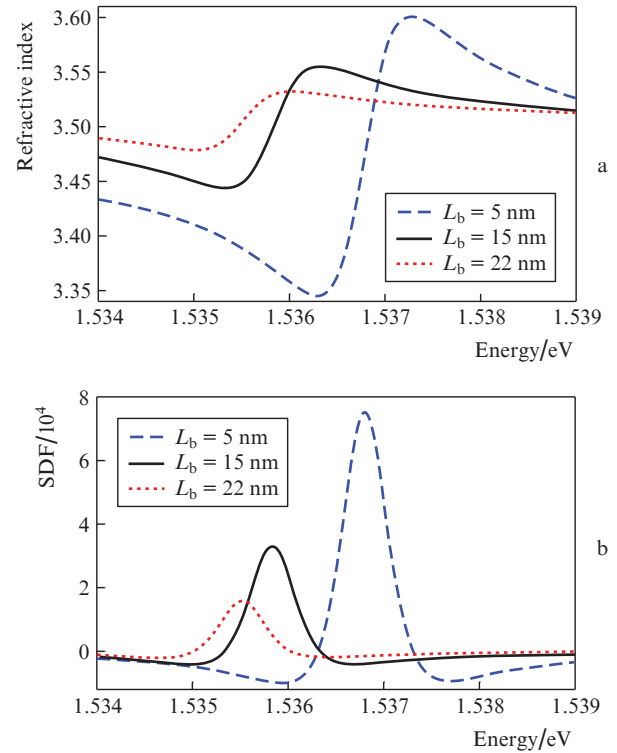 Refractive index
3.60
3.55
3.50
3.45
3.40
3.35
L_b = 5 nm
L_b = 15 nm
L_b = 22 nm
1.534 1.535 1.536 1.537 1.538 1.539
Energy/eV
a
SDF/10^4
8
6
4
2
0
L_b = 5 nm
L_b = 15 nm
L_b = 22 nm
1.534 1.535 1.536 1.537 1.538 1.539
Energy/eV
b